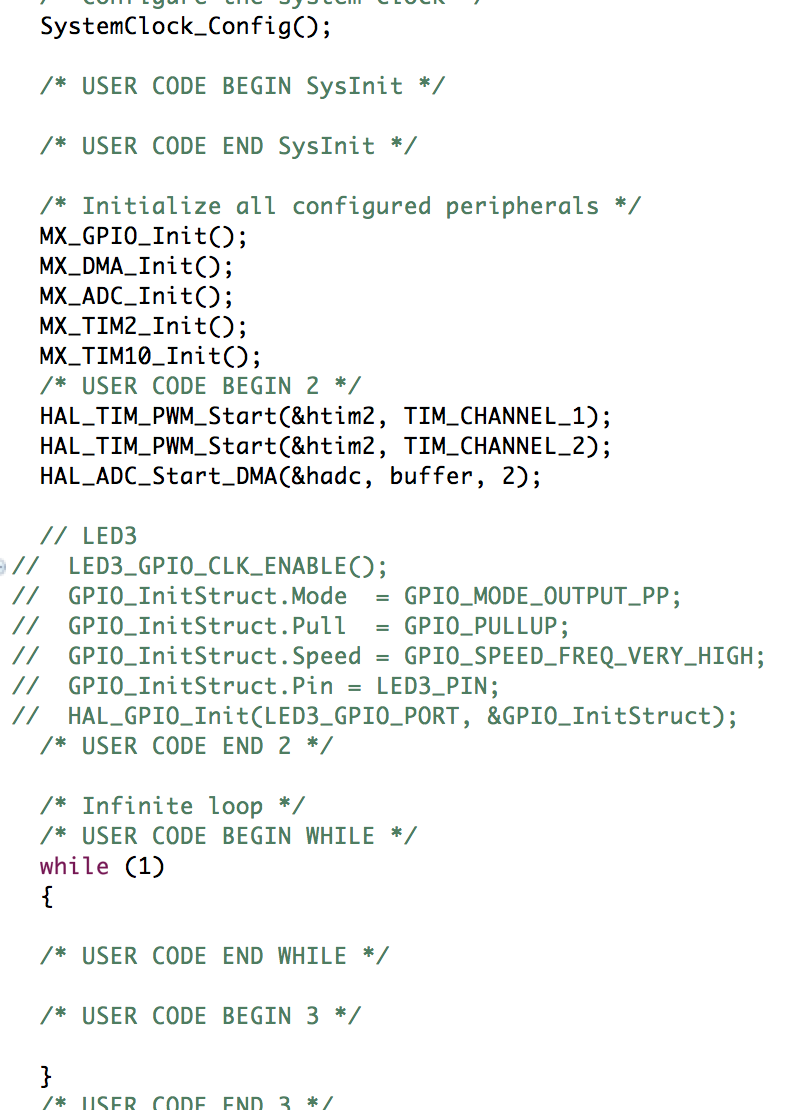 /* Configure the system clock */
SystemClock_Config();
/* USER CODE BEGIN SysInit */
/* USER CODE END SysInit */
/* Initialize all configured peripherals */
MX_GPIO_Init();
MX_DMA_Init();
MX_ADC_Init();
MX_TIM2_Init();
MX_TIM10_Init();
/* USER CODE BEGIN 2 */
HAL_TIM_PWM_Start(&htim2, TIM_CHANNEL_1);
HAL_TIM_PWM_Start(&htim2, TIM_CHANNEL_2);
HAL_ADC_Start_DMA(&hadc, buffer, 2);
// LED3
//  LED3_GPIO_CLK_ENABLE();
//  GPIO_InitStruct.Mode  = GPIO_MODE_OUTPUT_PP;
//  GPIO_InitStruct.Pull  = GPIO_PULLUP;
//  GPIO_InitStruct.Speed = GPIO_SPEED_FREQ_VERY_HIGH;
//  GPIO_InitStruct.Pin = LED3_PIN;
//  HAL_GPIO_Init(LED3_GPIO_PORT, &GPIO_InitStruct);
/* USER CODE END 2 */
/* Infinite loop */
/* USER CODE BEGIN WHILE */
while (1)
{
/* USER CODE END WHILE */
/* USER CODE BEGIN 3 */
}
/* USER CODE END 3 */